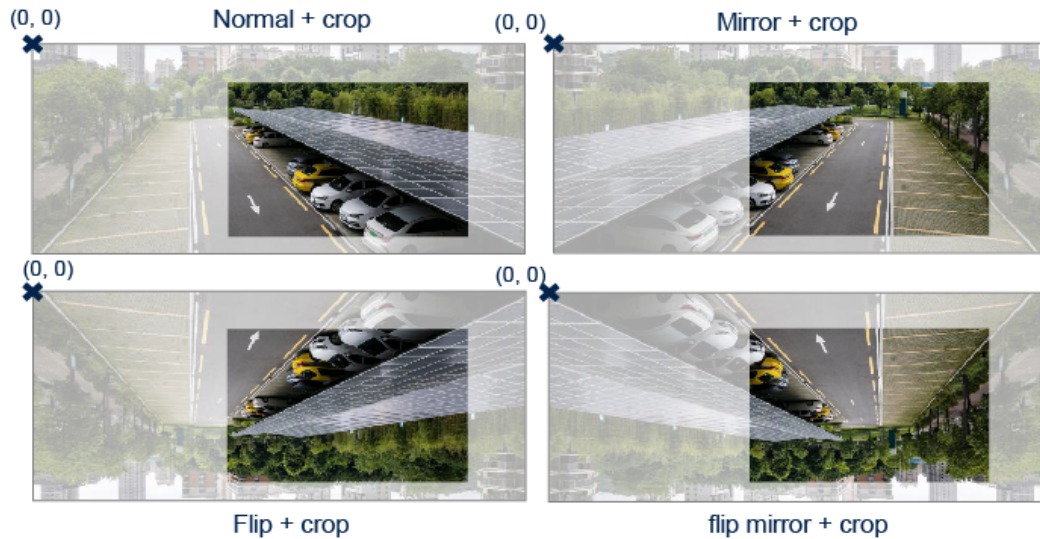 (0, 0)
Normal + crop
(0, 0)
Mirror + crop
(0, 0)
(0, 0)
Flip + crop
flip mirror + crop